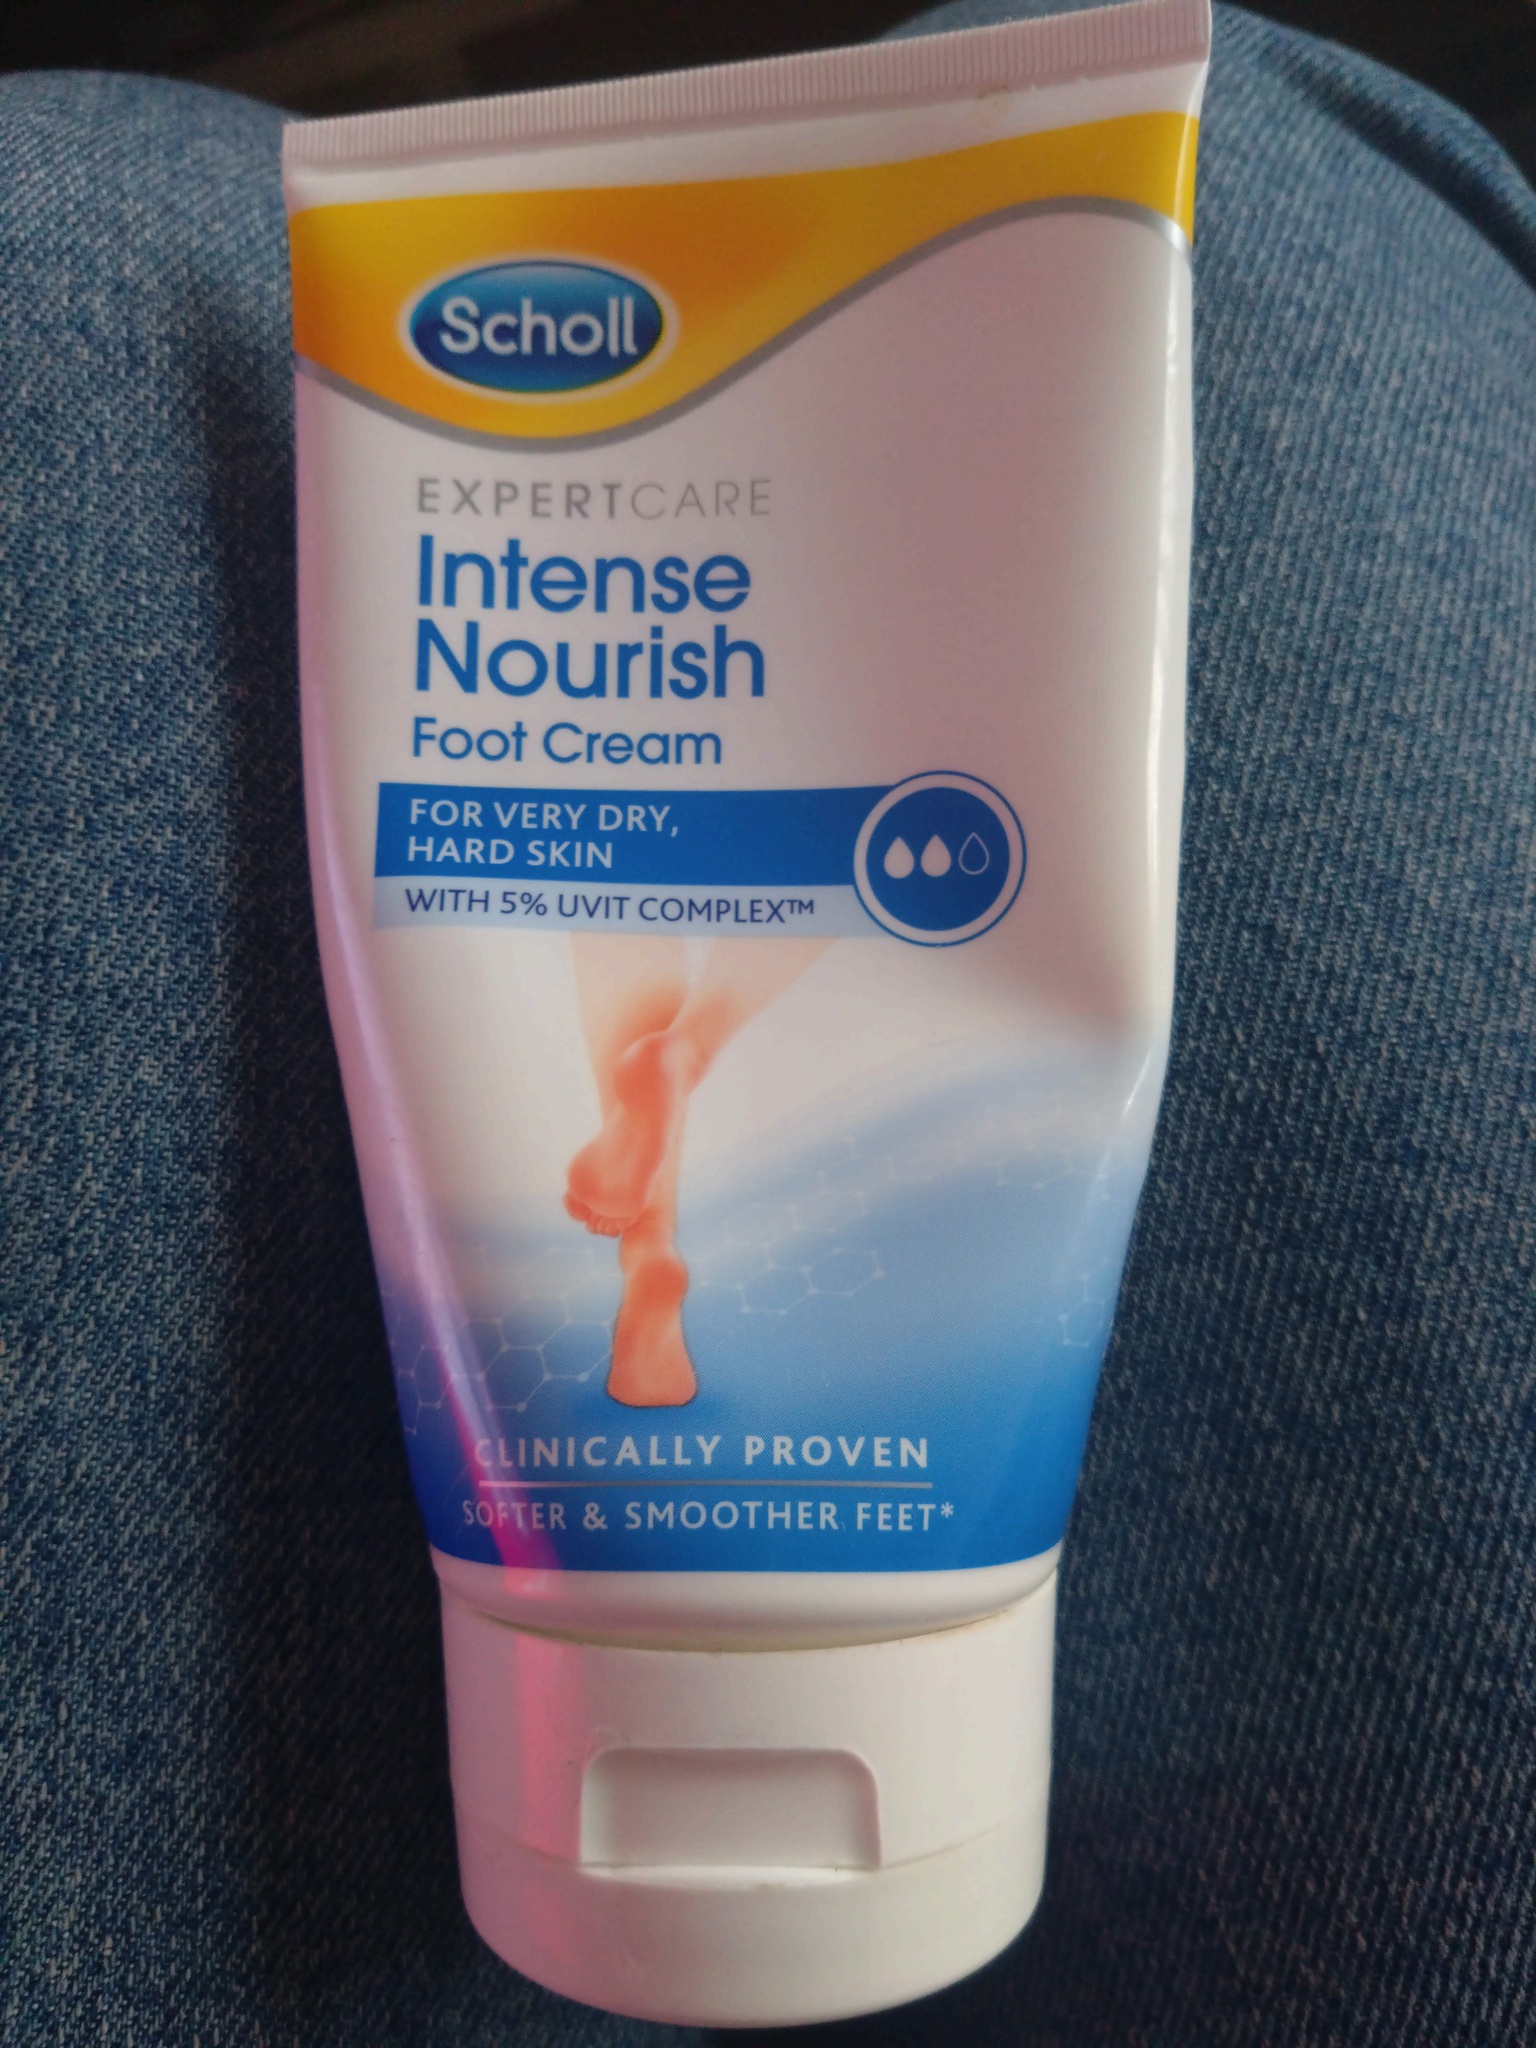 Scholl
EXPERTCARE
Intense
Nourish
Foot Cream
FOR VERY DRY,
HARD SKIN
WITH 5% UVIT COMPLEX™
CLINICALLY PROVEN
SOFTER & SMOOTHER FEET*